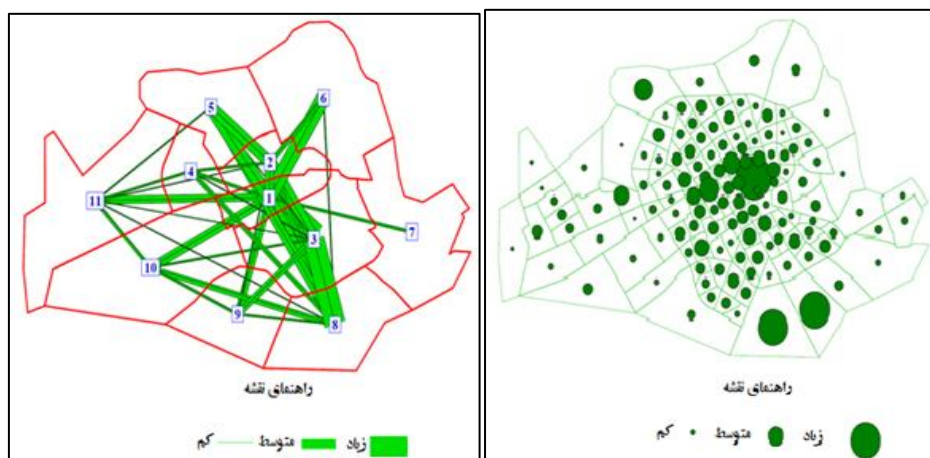 5
6
2
4
1
11
3
7
10
9
8
راهنمای نقشه
کم متوسط زیاد
راهنمای نقشه
کم متوسط زیاد